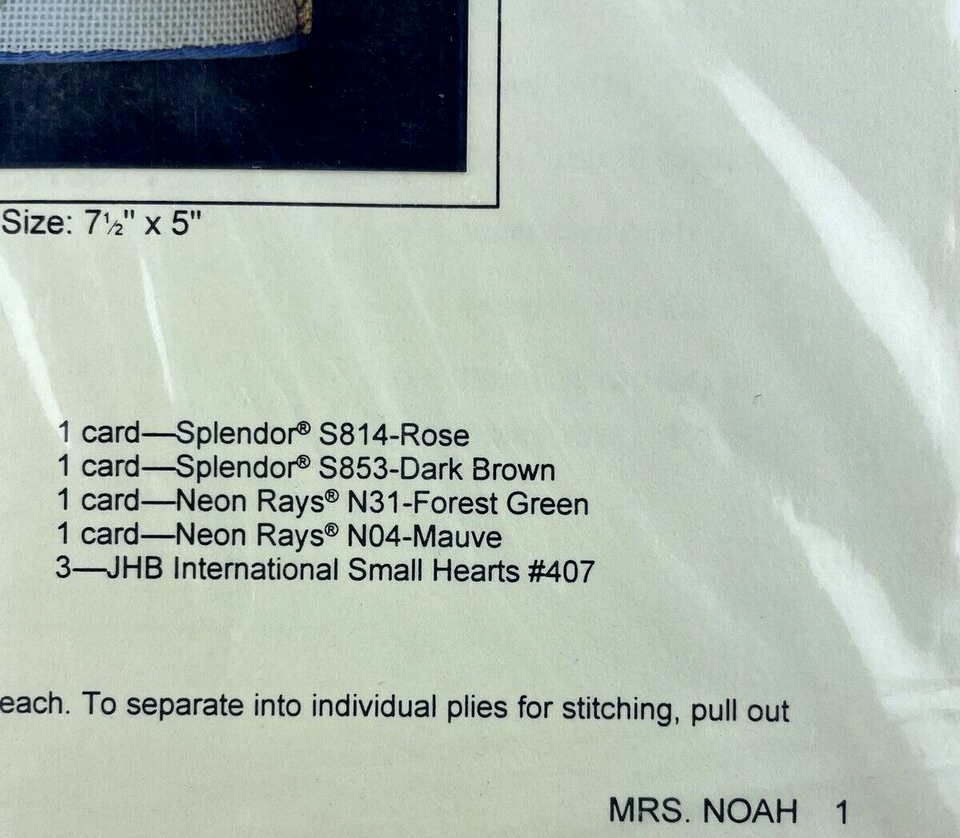 Size: 7½" x 5"
1 card—Splendor® S814-Rose
1 card—Splendor® S853-Dark Brown
1 card—Neon Rays® N31-Forest Green
1 card—Neon Rays® N04-Mauve
3—JHB International Small Hearts #407
each. To separate into individual plies for stitching, pull out
MRS. NOAH 1